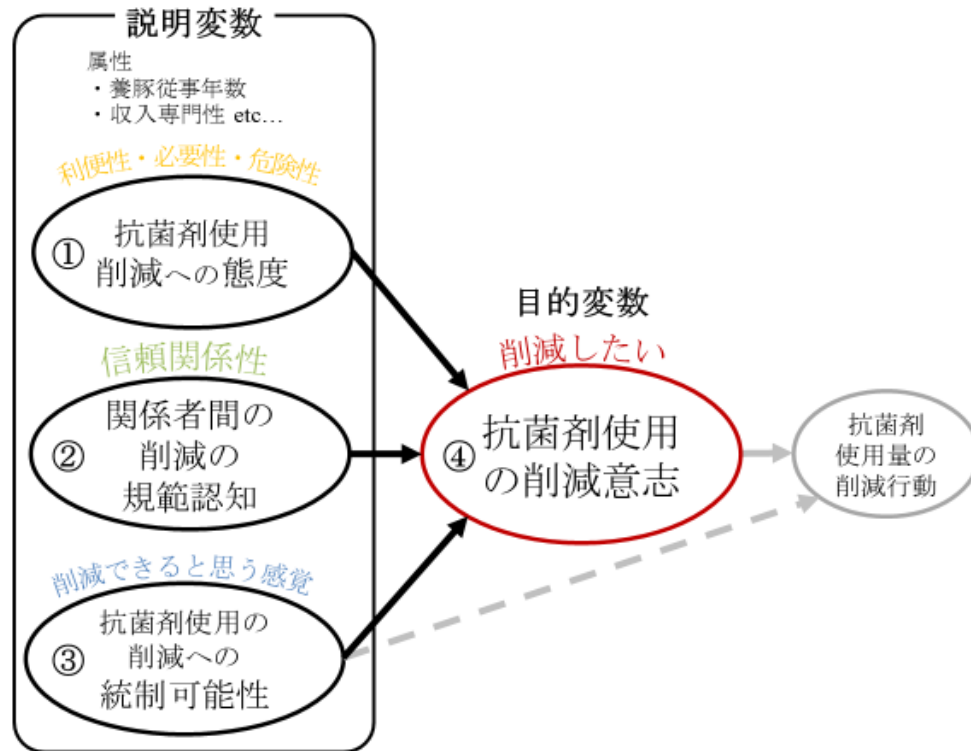 説明変数
属性
・養豚従事年数
・収入専門性 etc…
利便性・必要性・危険性
①
抗菌剤使用
削減への態度
信頼関係性
②
関係者間の
削減の
規範認知
削減できると思う感覚
③
抗菌剤使用の
削減への
統制可能性
目的変数
削減したい
④
抗菌剤使用
の削減意志
抗菌剤
使用量の
削減行動